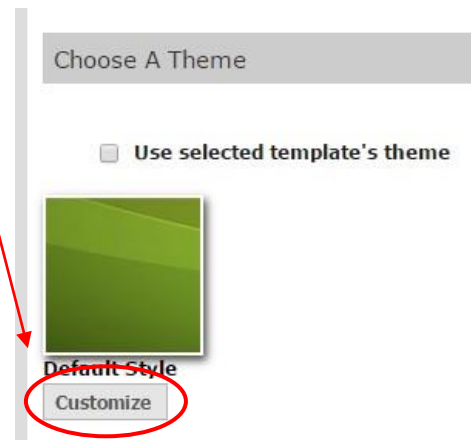 Choose A Theme
Use selected template's theme
Default Style
Customize